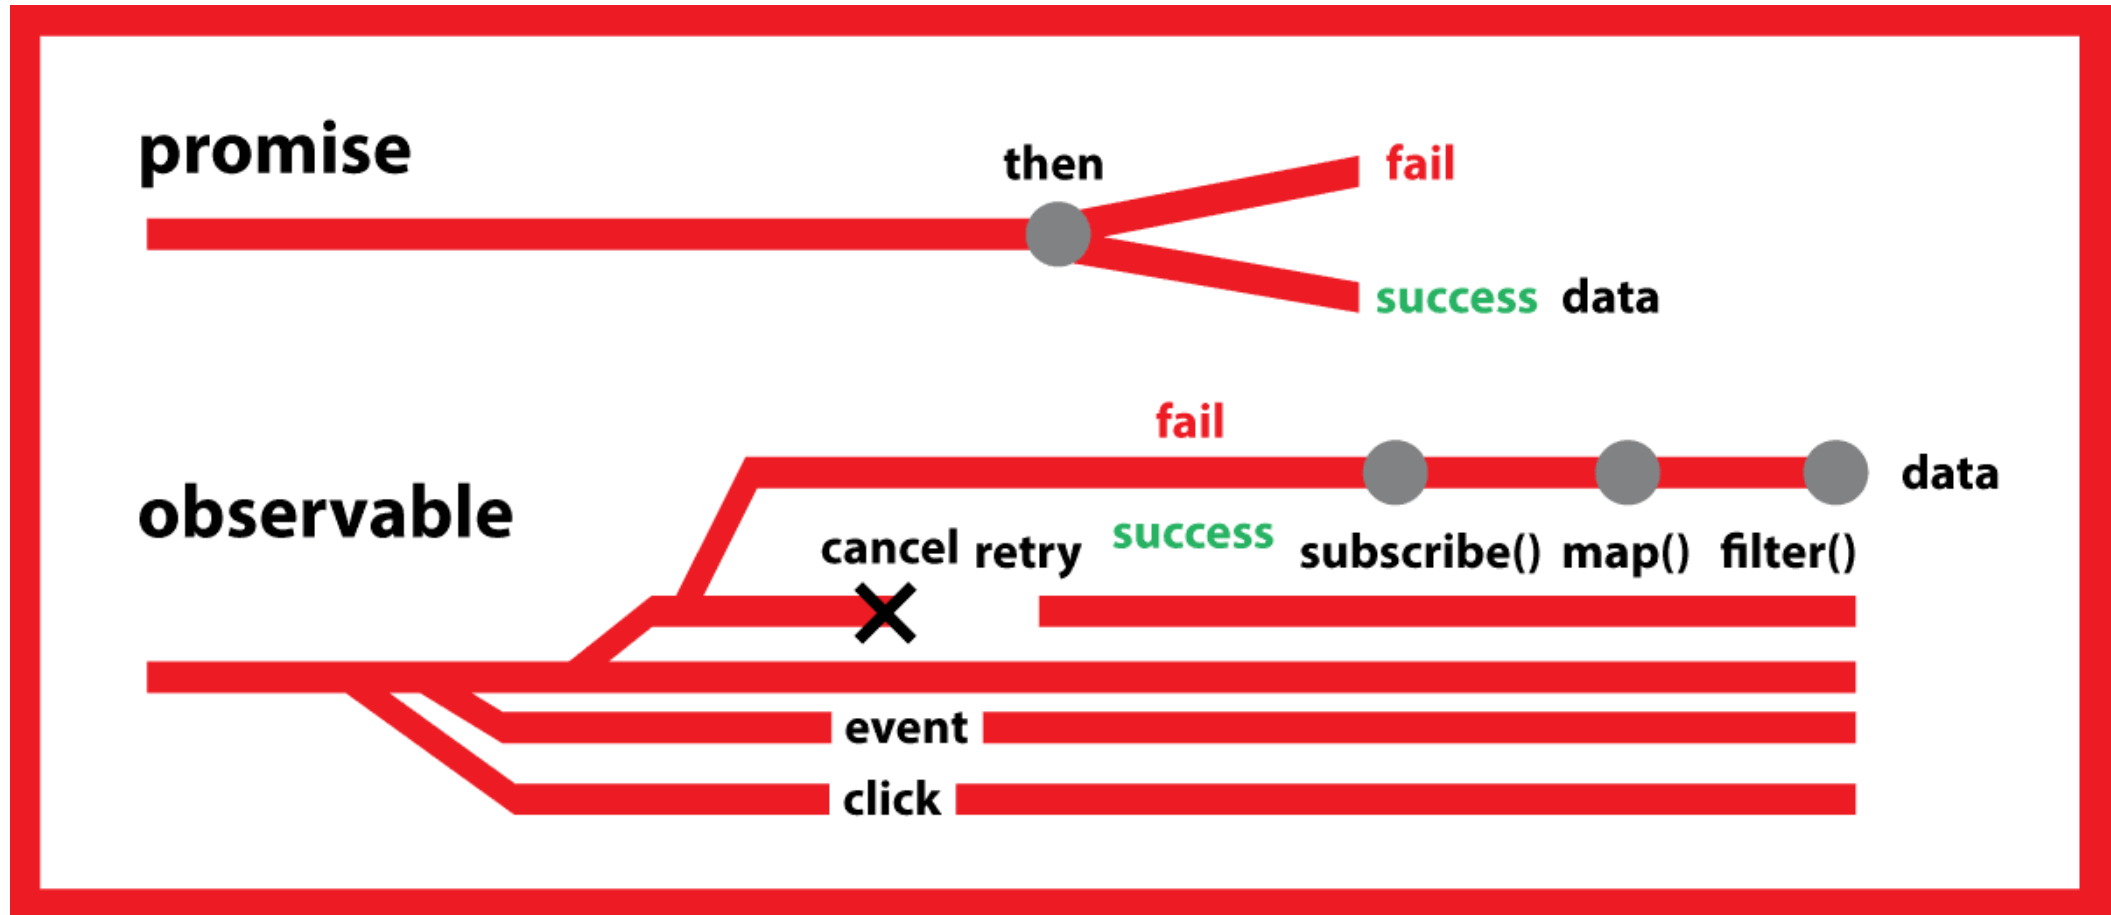 promise
then
fail
success data
observable
fail
data
cancel retry success subscribe() map() filter()
event
click